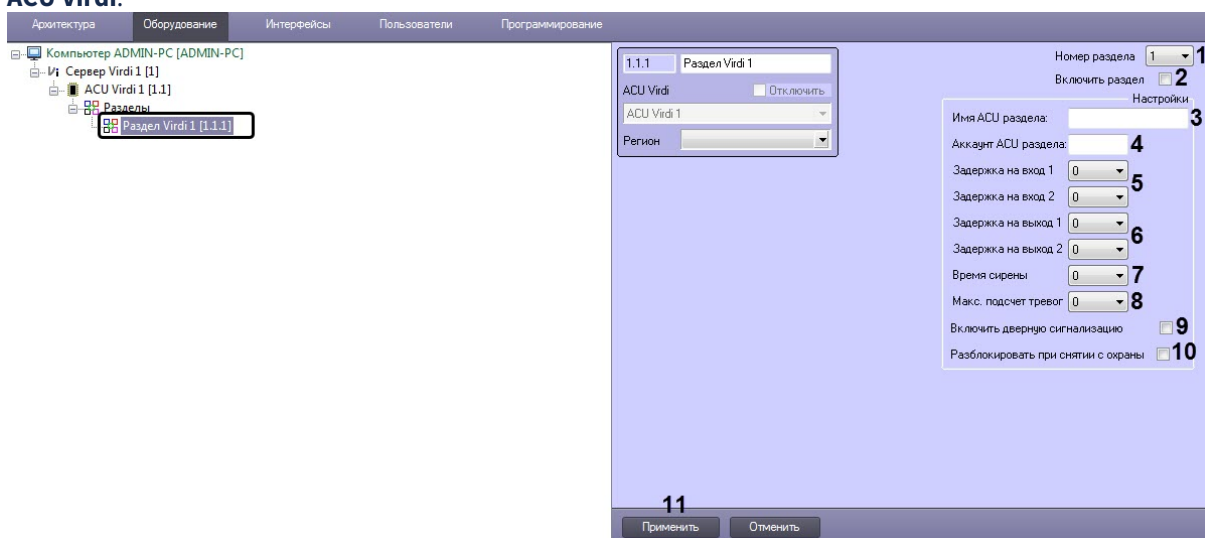 ACU Virdi.
Архитектура Оборудование Интерфейсы Пользователи Программирование
Компьютер ADMIN-PC [ADMIN-PC]
Сервер Virdi 1 [1]
ACU Virdi 1 [1.1]
Разделы
Раздел Virdi 1 [1.1.1]
1.1.1 Раздел Virdi 1
ACU Virdi Отключить
ACU Virdi 1
Регион
Номер раздела 1 1
Включить раздел 2
Настройки
Имя ACU раздела: 3
Аккаунт ACU раздела: 4
Задержка на вход 1 0
5
Задержка на вход 2 0
Задержка на выход 1 0
6
Задержка на выход 2 0
Время сирены 0 7
Макс. подсчет тревог 0 8
Включить дверную сигнализацию 9
Разблокировать при снятии с охраны 10
11
Применить Отменить